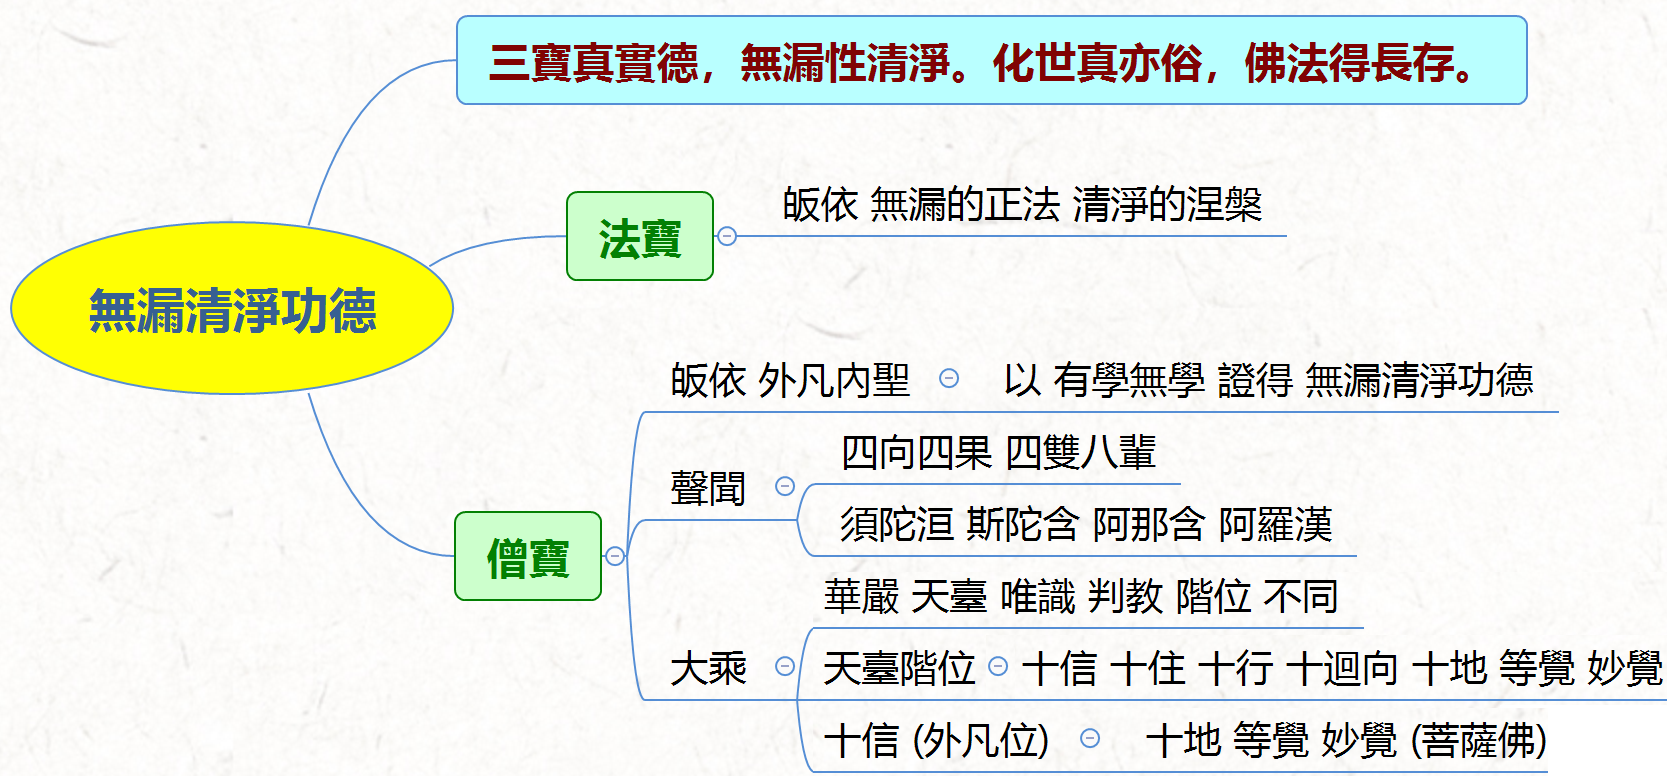 三寶真實德，無漏性清淨。化世真亦俗，佛法得長存。
無漏清淨功德
法寶
皈依 無漏的正法 清淨的涅槃
僧寶
皈依 外凡內聖
以 有學無學 證得 無漏清淨功德
聲聞
四向四果 四雙八輩
須陀洹 斯陀含 阿那含 阿羅漢
大乘
華嚴 天臺 唯識 判教 階位 不同
天臺階位
十信 十住 十行 十迴向 十地 等覺 妙覺
十信 (外凡位)
十地 等覺 妙覺 (菩薩佛)